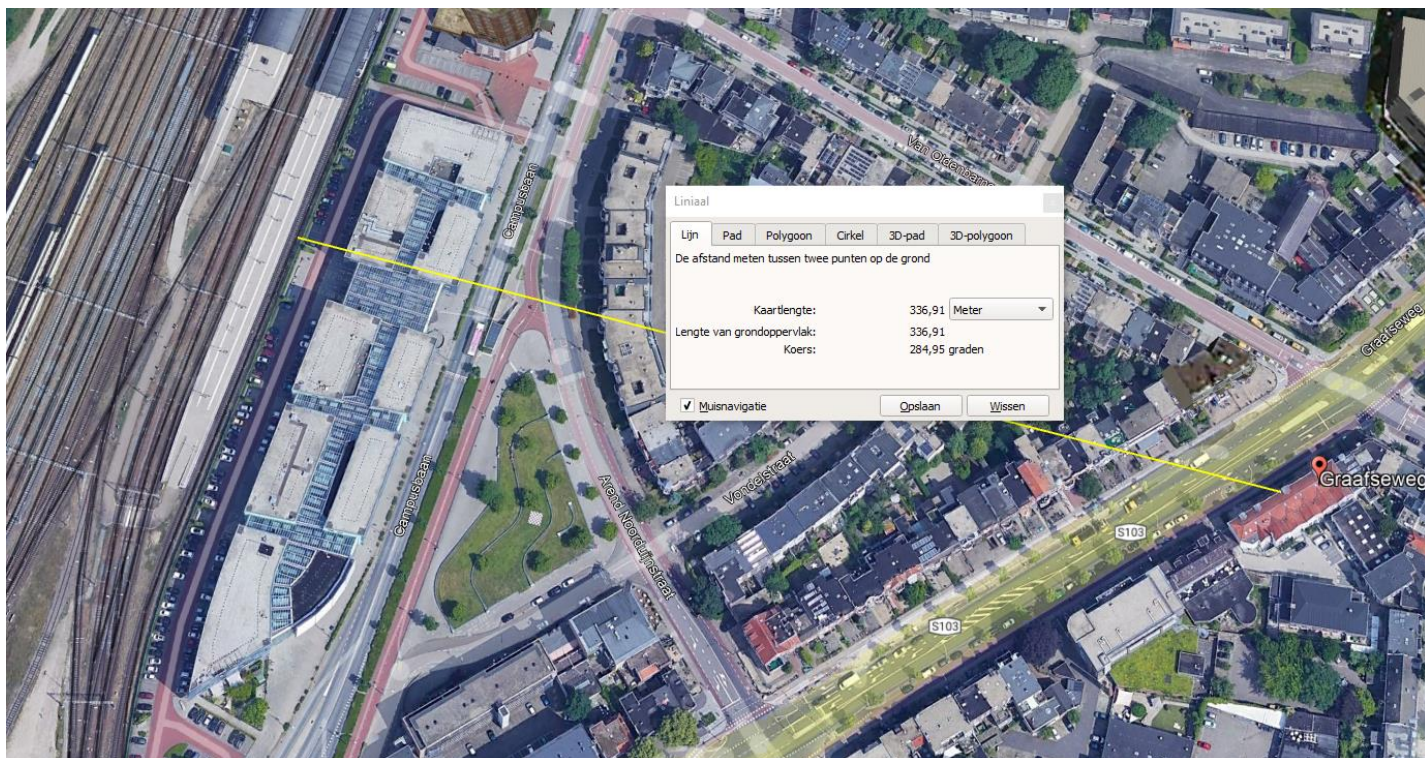 Campusbaan
Van Oldenbarne
Liniaal
Lijn Pad Polygoon Cirkel 3D-pad 3D-polygoon
De afstand meten tussen twee punten op de grond
Kaartlengte: 336,91 Meter
Lengte van grondoppervlak: 336,91
Koers: 284,95 graden
Muisnavigatie Opslaan Wissen
Graafseweg
Graafseweg
Vondelstraat
Campusbaan
Arend Noorduijnstraat
S103
S103